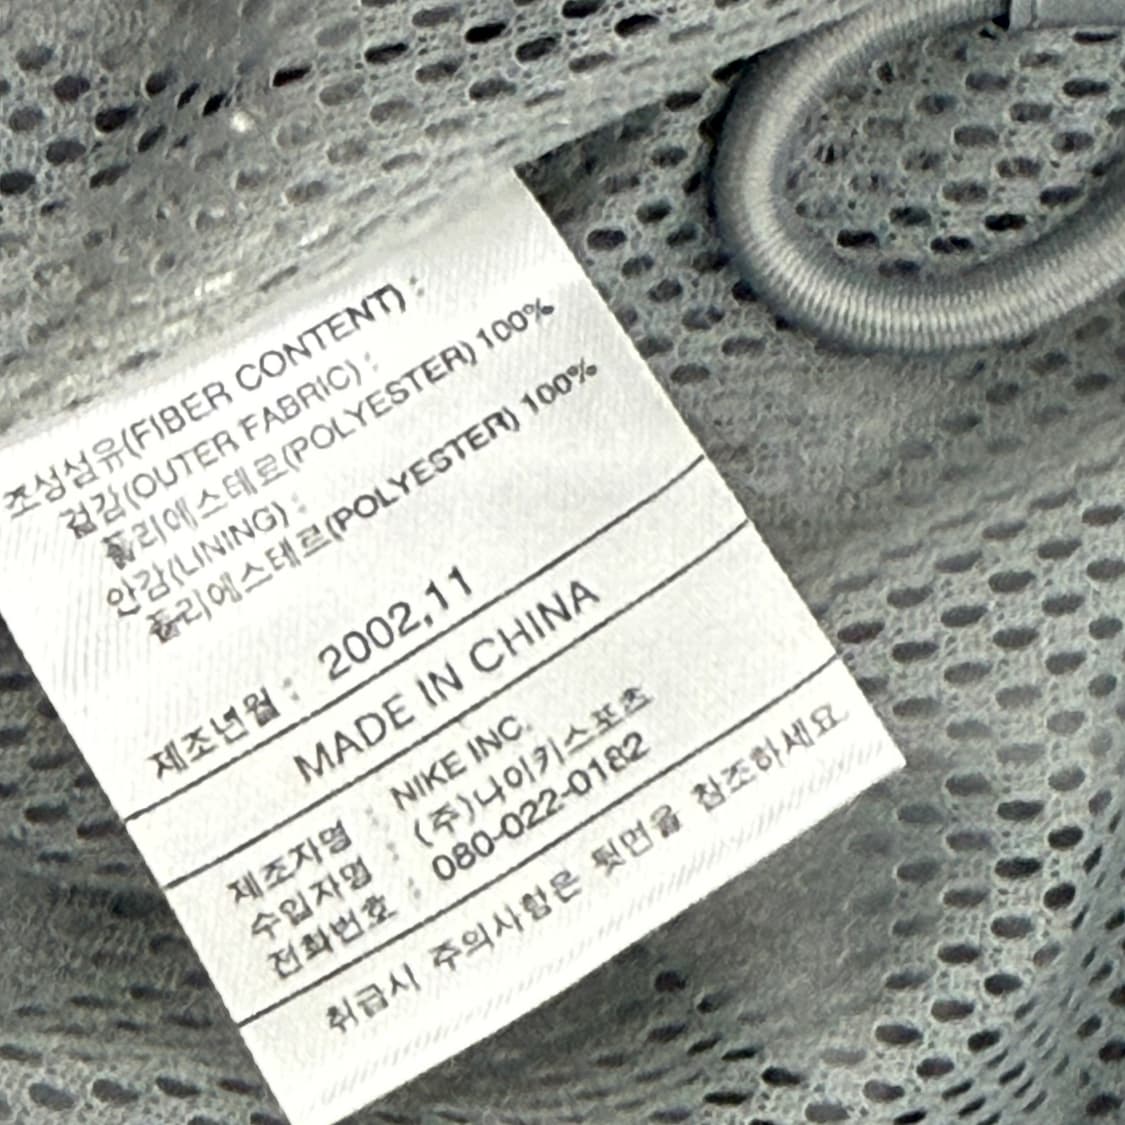 조성섬유(FIBER CONTENT) :
겉감(OUTER FABRIC) :
폴리에스테르(POLYESTER) 100%
안감(LINING) :
폴리에스테르(POLYESTER) 100%
제조년월 : 2002,11
MADE IN CHINA
제조자명 : NIKE INC.
수입자명 : (주)나이키스포츠
전화번호 : 080-022-0182
취급시 주의사항은 뒷면을 참조하세요.